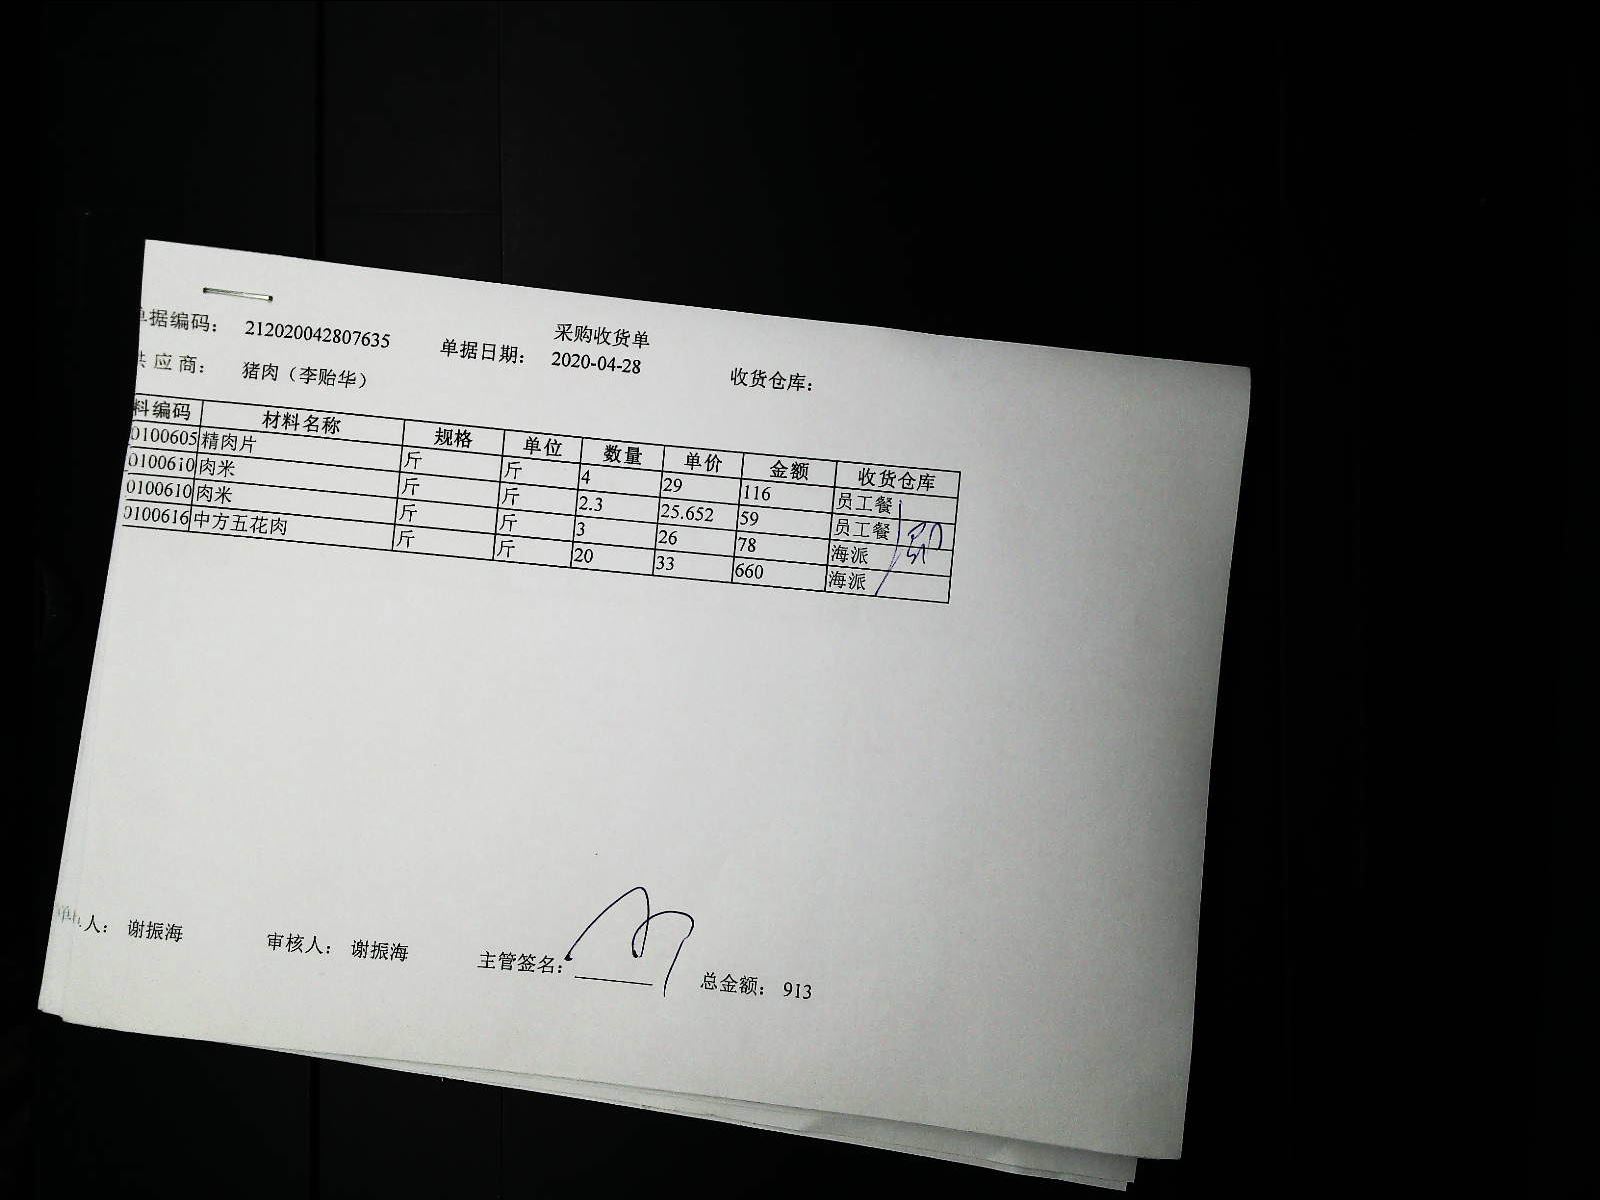 采购收货单
单据编码： 212020042807635 单据日期： 2020-04-28 收货仓库：
供应商： 猪肉（李贻华）
料编码 材料名称 规格 单位 数量 单价 金额 收货仓库
0100605 精肉片 斤 斤 4 29 116 员工餐
0100610 肉米 斤 斤 2.3 25.652 59 员工餐
0100610 肉米 斤 斤 3 26 78 海派
0100616 中方五花肉 斤 斤 20 33 660 海派
人： 谢振海 审核人： 谢振海 主管签名： 总金额： 913